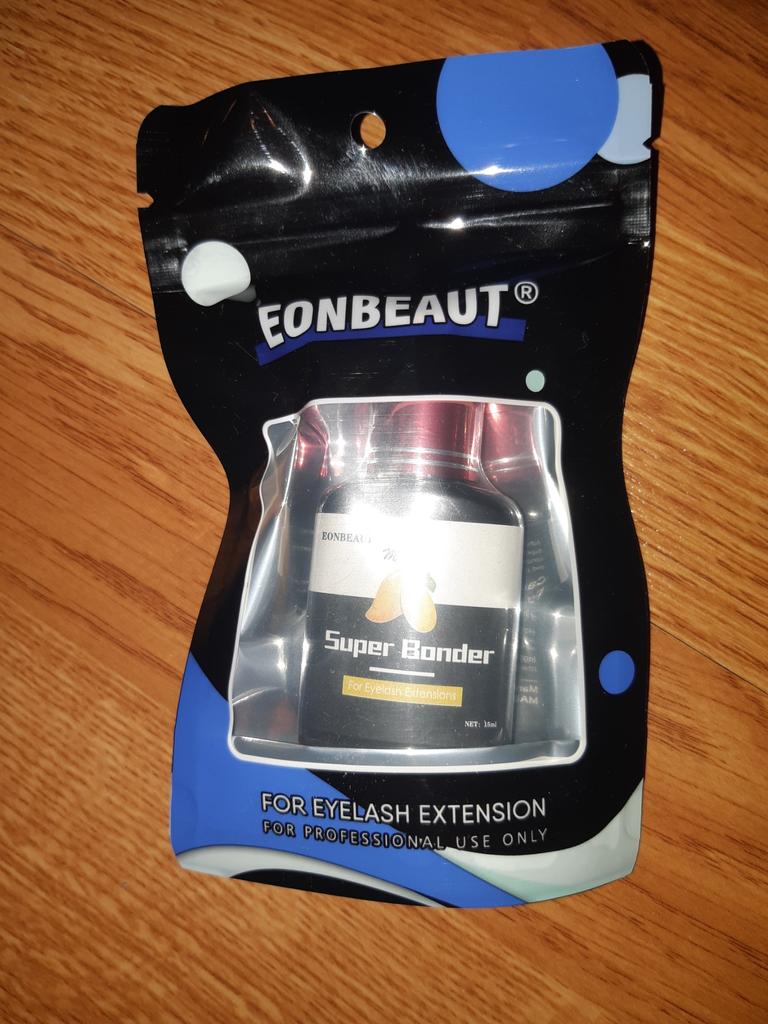 EONBEAUT®
EONBEAUT
Super Bonder
For Eyelash Extensions
NET: 15ml
FOR EYELASH EXTENSION
FOR PROFESSIONAL USE ONLY